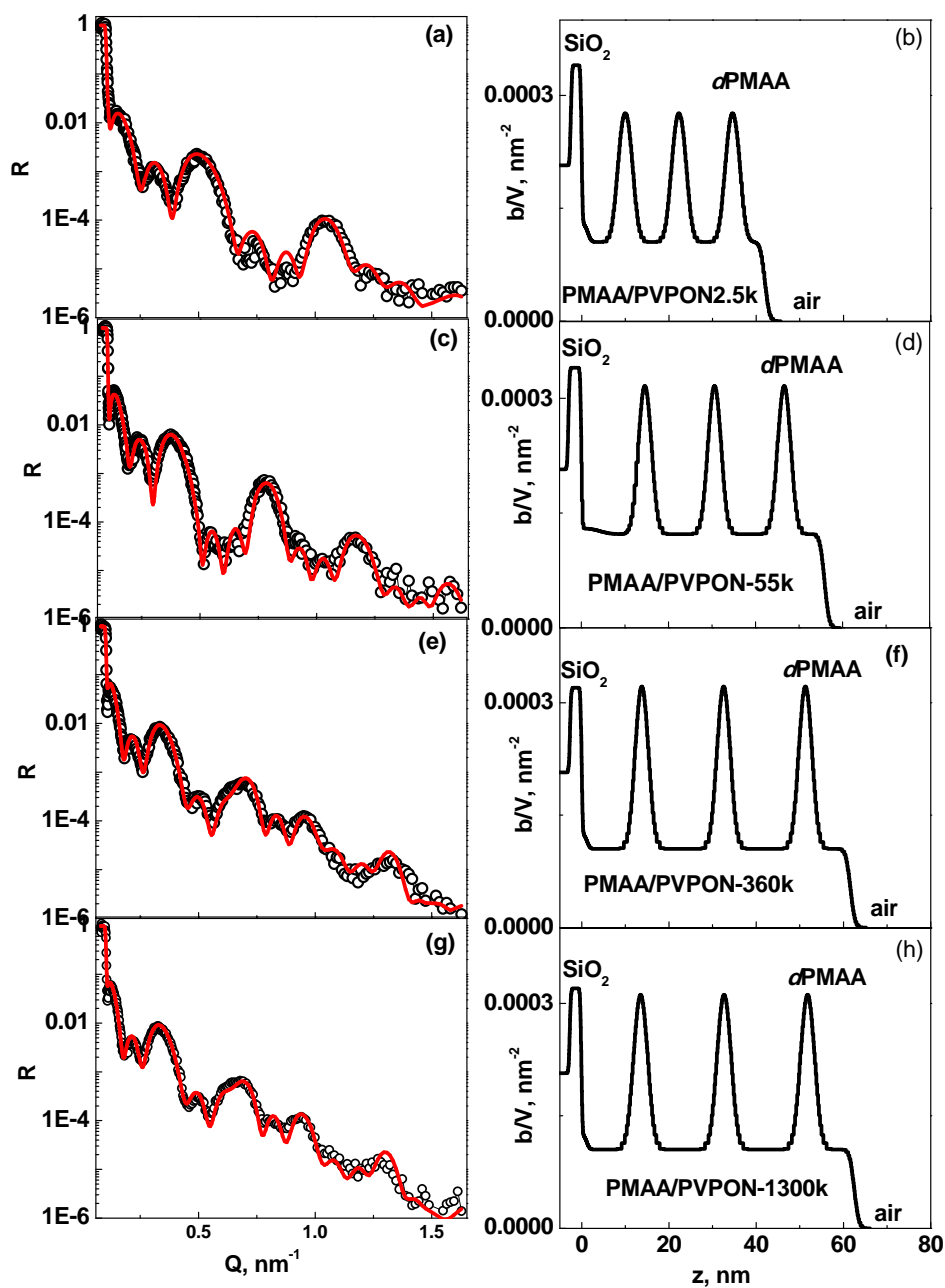 (a)
1
0.01
1E-4
1E-6
R
(b)
SiO₂
dPMAA
0.0003
0.0000
b/V, nm⁻²
PMAA/PVPON2.5k
air
(c)
1
0.01
1E-4
1E-6
R
(d)
SiO₂
dPMAA
0.0003
0.0000
b/V, nm⁻²
PMAA/PVPON-55k
air
(e)
1
0.01
1E-4
1E-6
R
(f)
SiO₂
dPMAA
0.0003
0.0000
b/V, nm⁻²
PMAA/PVPON-360k
air
(g)
1
0.01
1E-4
1E-6
R
0.5 1.0 1.5
Q, nm⁻¹
(h)
SiO₂
dPMAA
0.0003
0.0000
b/V, nm⁻²
PMAA/PVPON-1300k
air
0 20 40 60 80
z, nm